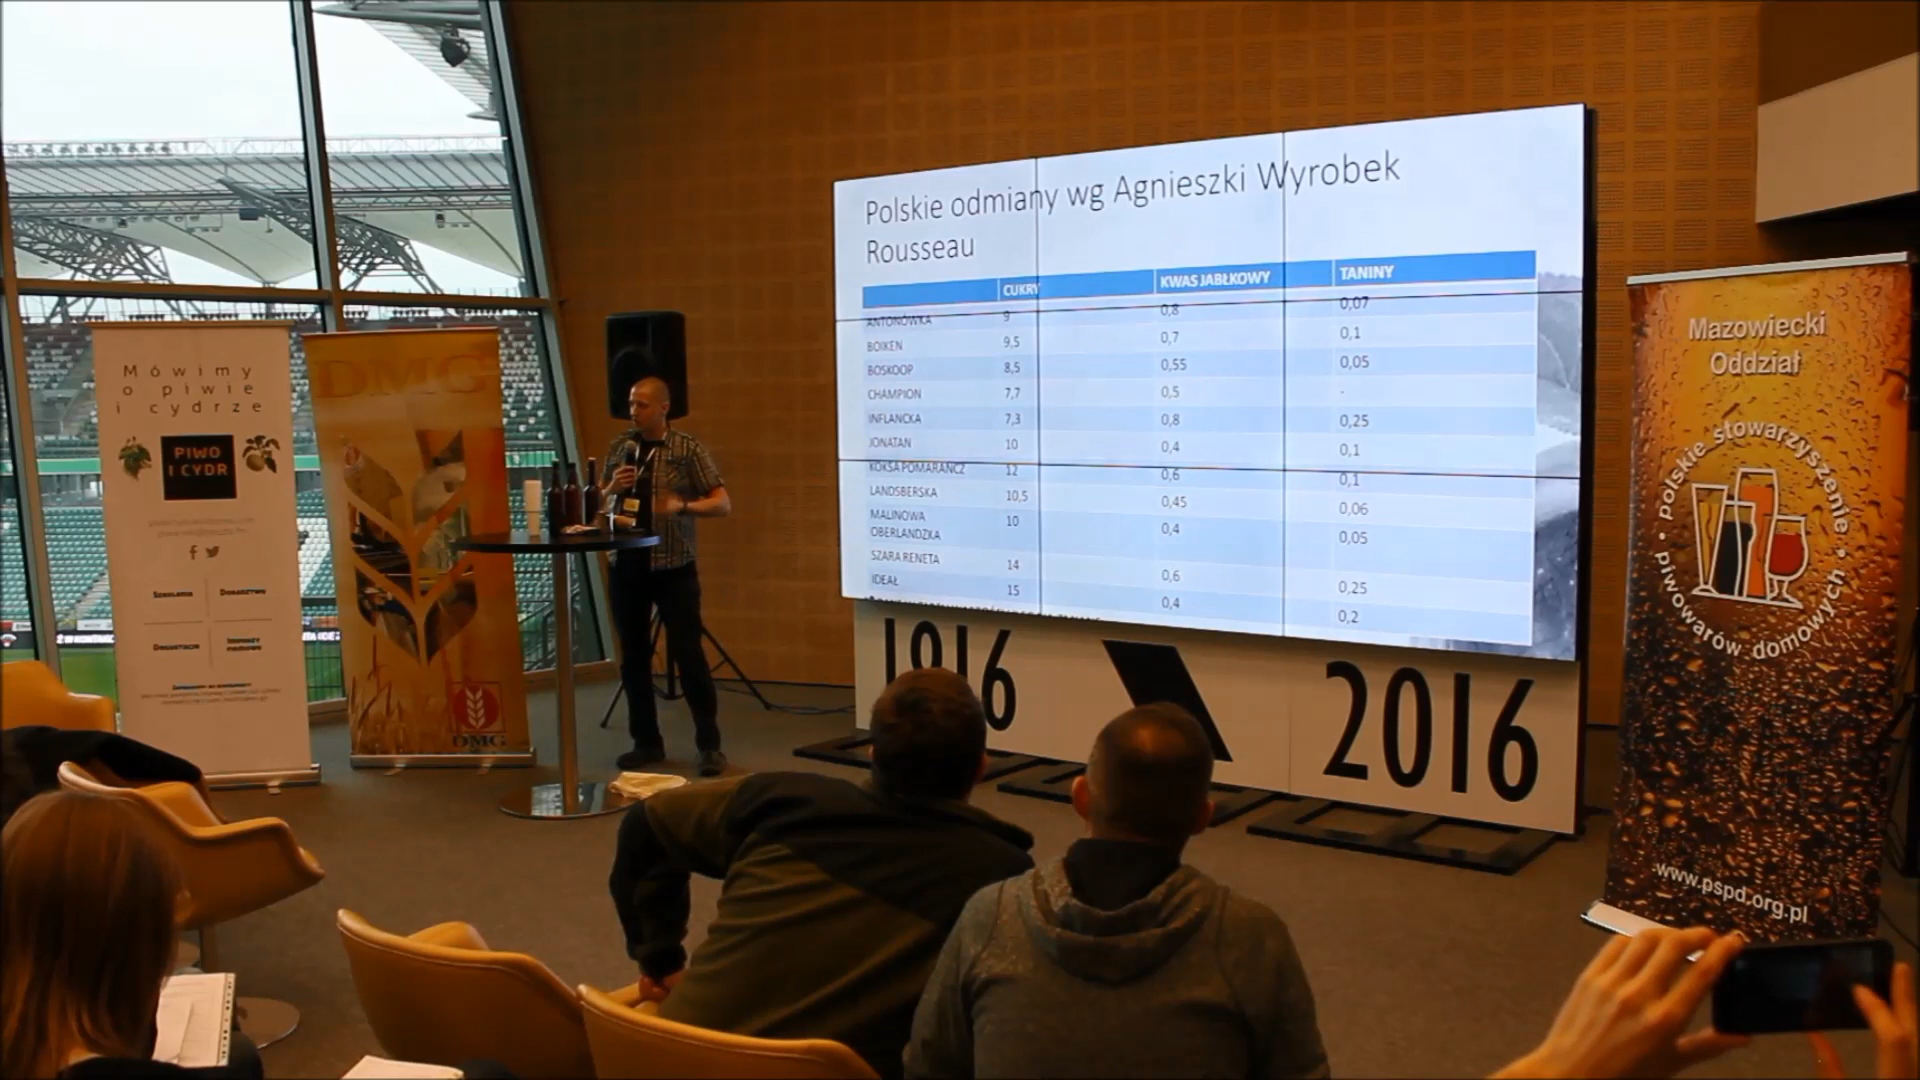 Polskie odmiany wg Agnieszki Wyrobek
Rousseau
CUKRY KWAS JABŁKOWY TANINY
ANTONÓWKA 9 0,8 0,07
BOIKEN 9,5 0,7 0,1
BOSKOOP 8,5 0,55 0,05
CHAMPION 7,7 0,5 -
INFLANCKA 7,3 0,8 0,25
JONATAN 10 0,4 0,1
KOKSA POMARAŃCZ 12 0,6 0,1
LANDSBERSKA 10,5 0,45 0,06
MALINOWA
OBERLANDZKA 10 0,4 0,05
SZARA RENETA 14 0,6 0,25
IDEAŁ 15 0,4 0,2
1916 2016
Mówimy
o piwie
i cydrze
PIWO
I CYDR
Szkolenia Doradztwo
Degustacje
DMG
DMG
Mazowiecki
Oddział
• polskie stowarzyszenie •
piwowarów domowych
www.pspd.org.pl